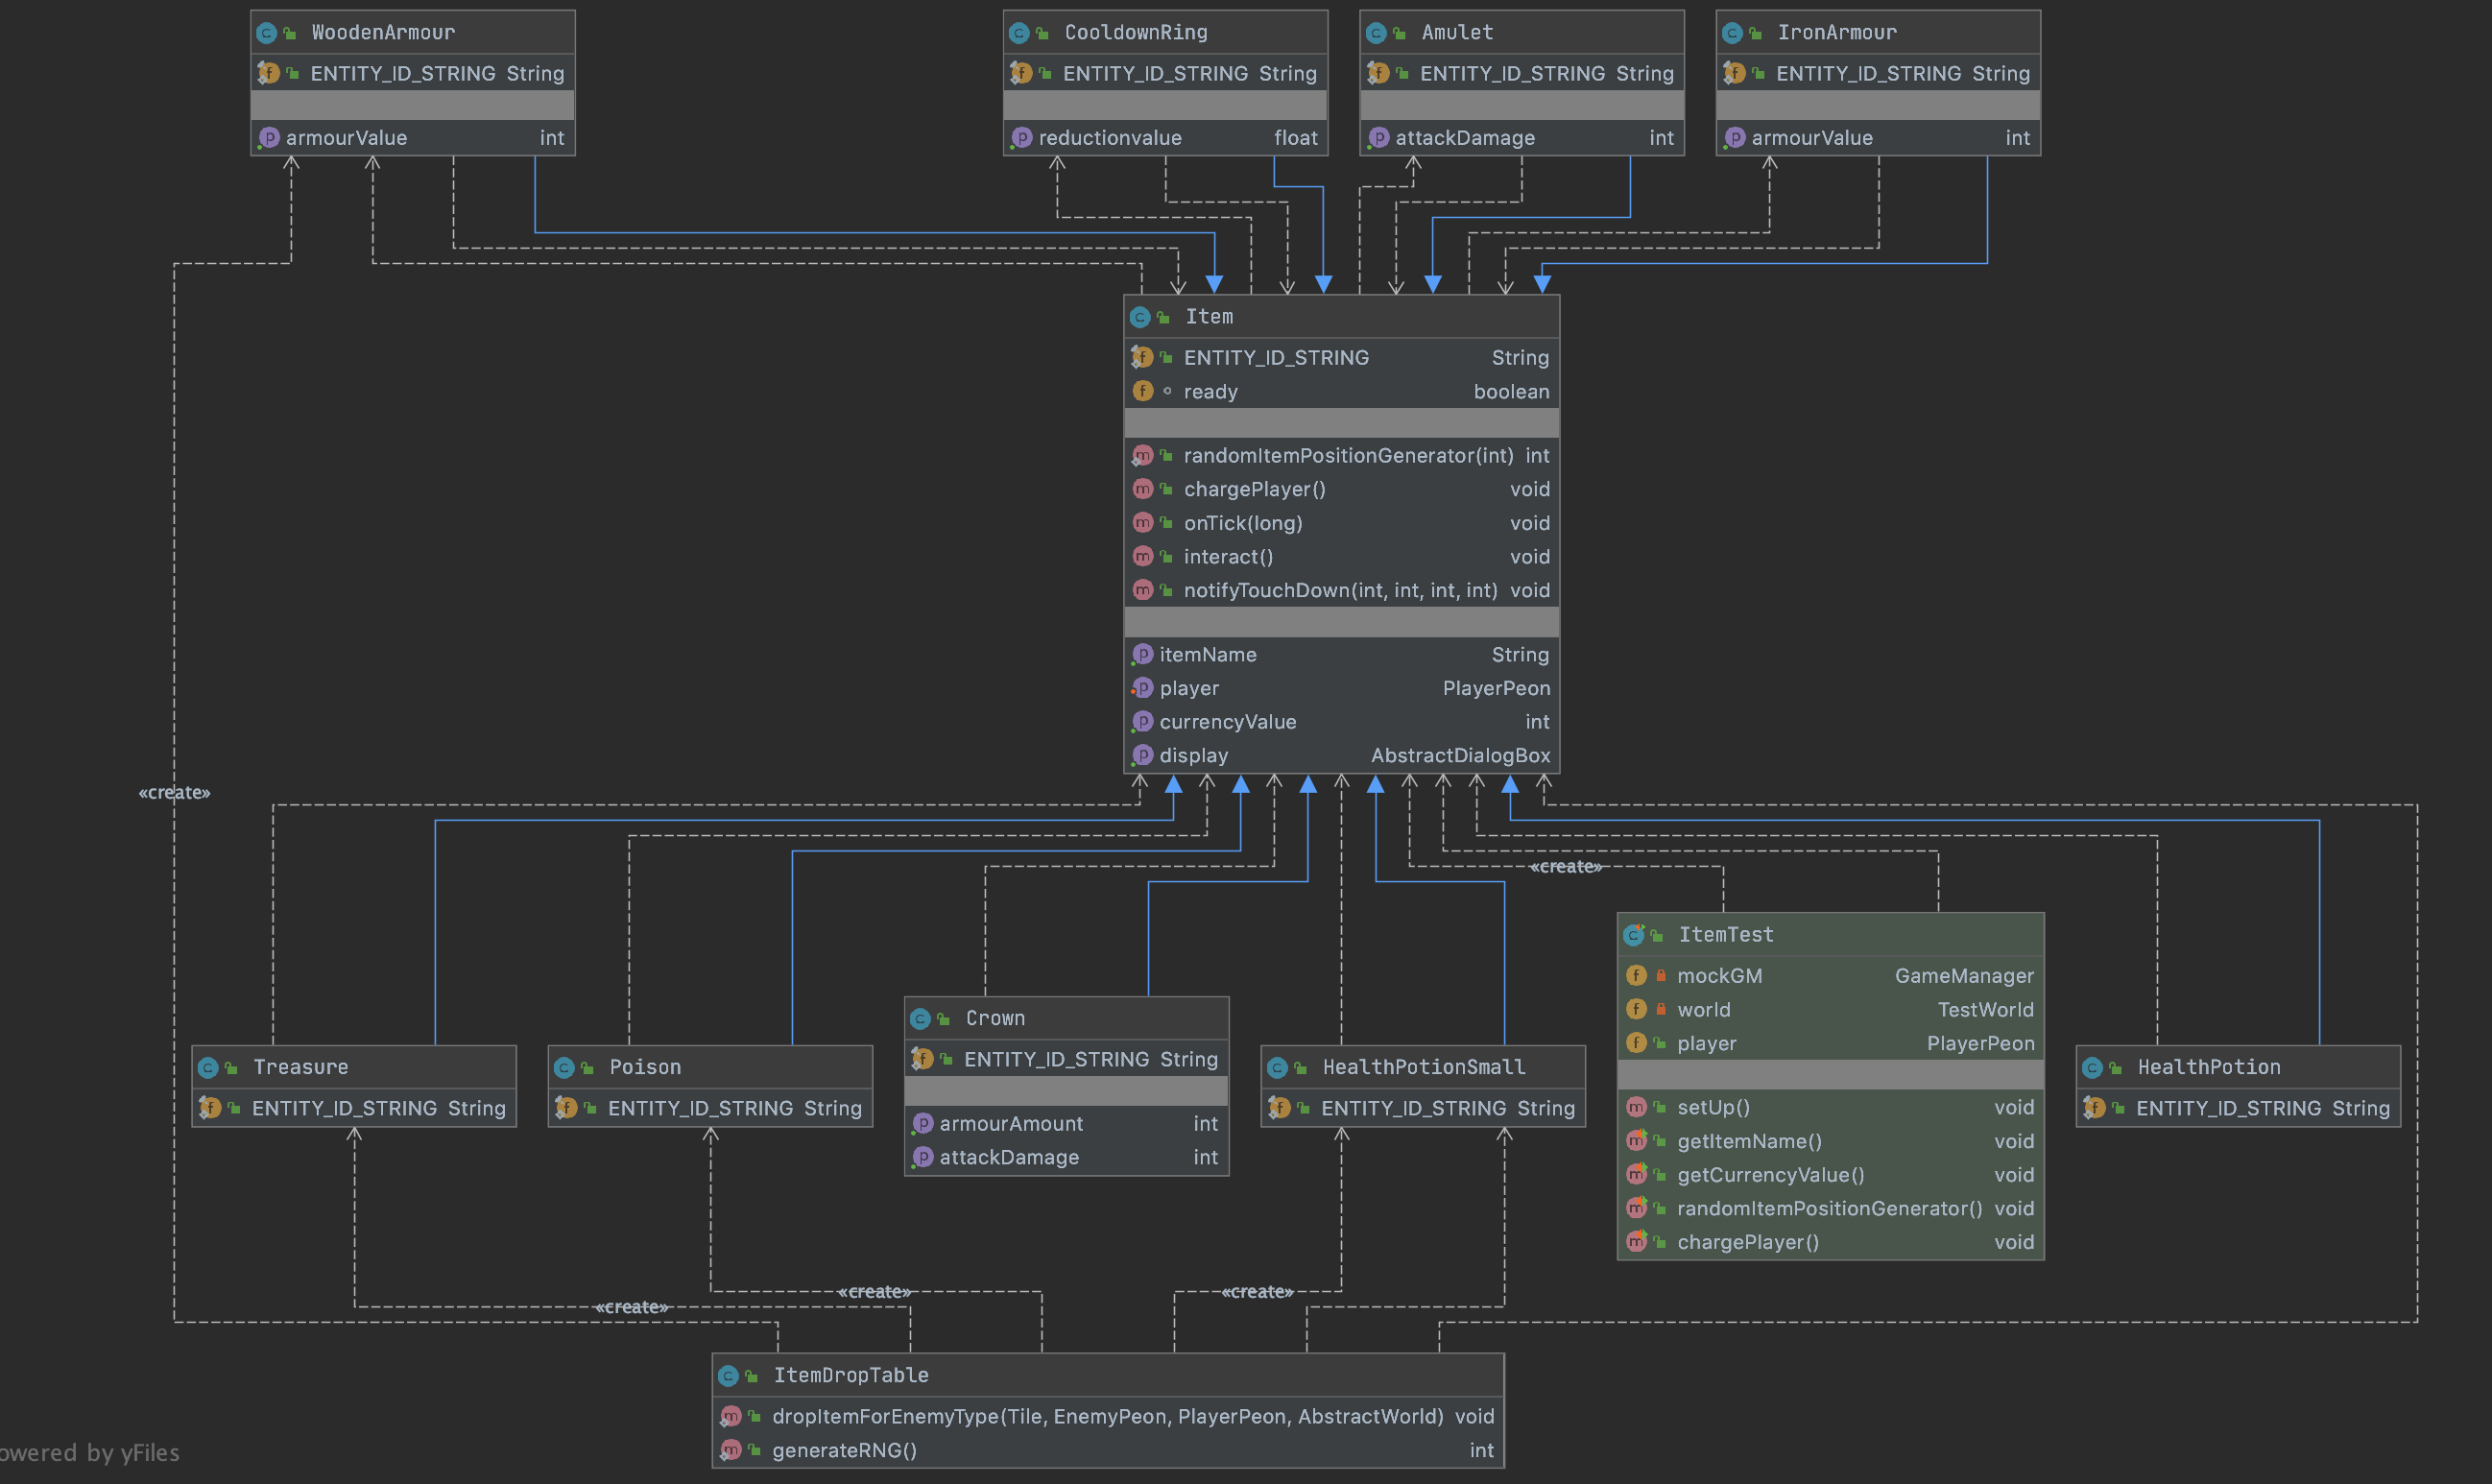 WoodenArmour
ENTITY_ID_STRING String
armourValue int
CooldownRing
ENTITY_ID_STRING String
reductionvalue float
Amulet
ENTITY_ID_STRING String
attackDamage int
IronArmour
ENTITY_ID_STRING String
armourValue int
Item
ENTITY_ID_STRING String
ready boolean
randomItemPositionGenerator(int) int
chargePlayer() void
onTick(long) void
interact() void
notifyTouchDown(int, int, int, int) void
itemName String
player PlayerPeon
currencyValue int
display AbstractDialogBox
«create»
«create»
Treasure
ENTITY_ID_STRING String
Poison
ENTITY_ID_STRING String
Crown
ENTITY_ID_STRING String
armourAmount int
attackDamage int
HealthPotionSmall
ENTITY_ID_STRING String
ItemTest
mockGM GameManager
world TestWorld
player PlayerPeon
setUp() void
getItemName() void
getCurrencyValue() void
randomItemPositionGenerator() void
chargePlayer() void
HealthPotion
ENTITY_ID_STRING String
«create»
«create»
«create»
ItemDropTable
dropItemForEnemyType(Tile, EnemyPeon, PlayerPeon, AbstractWorld) void
generateRNG() int
owered by yFiles